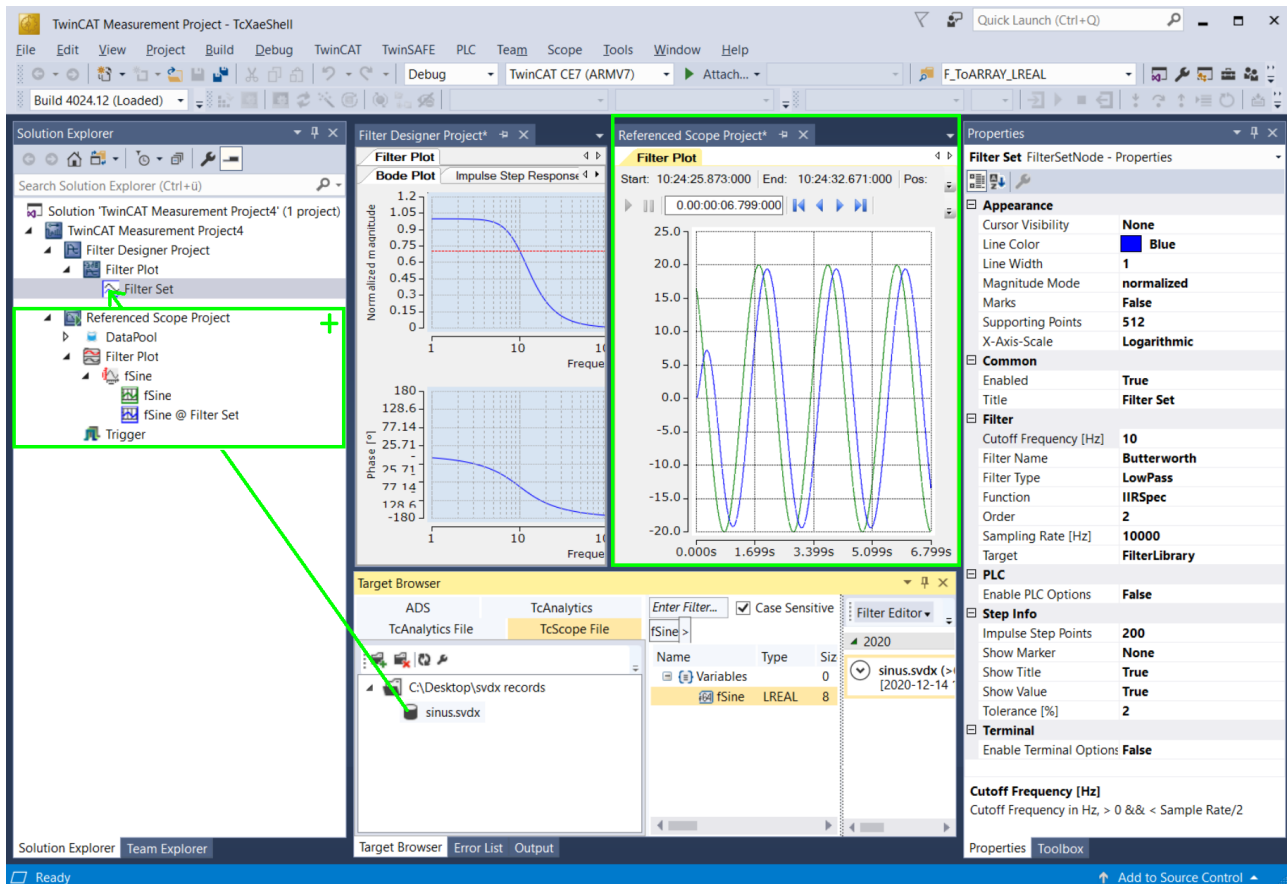 TwinCAT Measurement Project - TcXaeShell
Quick Launch (Ctrl+Q)
File Edit View Project Build Debug TwinCAT TwinSAFE PLC Team Scope Tools Window Help
Debug TwinCAT CE7 (ARMV7) Attach... F_ToARRAY_LREAL
Build 4024.12 (Loaded)
Solution Explorer
Search Solution Explorer (Ctrl+ü)
Solution 'TwinCAT Measurement Project4' (1 project)
TwinCAT Measurement Project4
Filter Designer Project
Filter Plot
Filter Set
Referenced Scope Project
DataPool
Filter Plot
fSine
fSine
fSine @ Filter Set
Trigger
Solution Explorer Team Explorer
Filter Designer Project*
Filter Plot
Bode Plot Impulse Step Response
Normalized magnitude
1.2
1.05
0.9
0.75
0.6
0.45
0.3
0.15
0
1 10 10
Freque
Phase [°]
180
128.6
77.14
25.71
-
25 71
77 14
128 6
-180
1 10 10
Freque
Referenced Scope Project*
Filter Plot
Start: 10:24:25.873:000 End: 10:24:32.671:000 Pos:
0.00:00:06.799:000
25.0
20.0
15.0
10.0
5.0
0.0
-5.0
-10.0
-15.0
-20.0
0.000s 1.699s 3.399s 5.099s 6.799s
Target Browser
ADS TcAnalytics
TcAnalytics File TcScope File
C:\Desktop\svdx records
sinus.svdx
Enter Filter... Case Sensitive
fSine >
Name Type Siz
Variables 0
fSine LREAL 8
Filter Editor
2020
sinus.svdx (>
[2020-12-14
Target Browser Error List Output
Properties
Filter Set FilterSetNode - Properties
Appearance
Cursor Visibility None
Line Color Blue
Line Width 1
Magnitude Mode normalized
Marks False
Supporting Points 512
X-Axis-Scale Logarithmic
Common
Enabled True
Title Filter Set
Filter
Cutoff Frequency [Hz] 10
Filter Name Butterworth
Filter Type LowPass
Function IIRSpec
Order 2
Sampling Rate [Hz] 10000
Target FilterLibrary
PLC
Enable PLC Options False
Step Info
Impulse Step Points 200
Show Marker None
Show Title True
Show Value True
Tolerance [%] 2
Terminal
Enable Terminal Options False
Cutoff Frequency [Hz]
Cutoff Frequency in Hz, > 0 && < Sample Rate/2
Properties Toolbox
Ready
Add to Source Control